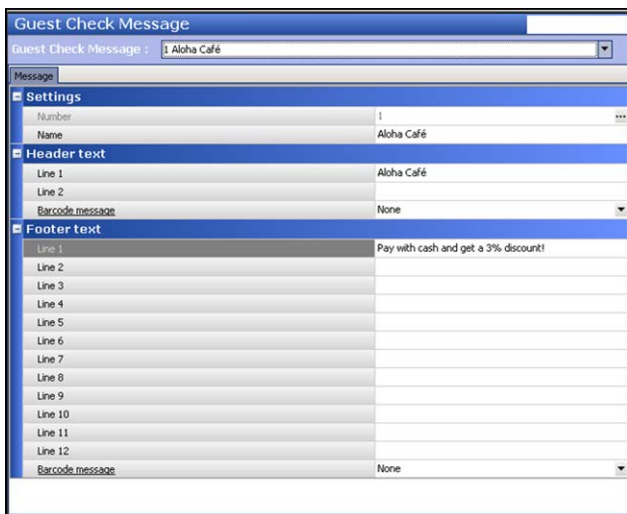 Guest Check Message
Guest Check Message : 1 Aloha Café
Message
Settings
Number 1 ...
Name Aloha Café
Header text
Line 1 Aloha Café
Line 2
Barcode message None
Footer text
Line 1 Pay with cash and get a 3% discount!
Line 2
Line 3
Line 4
Line 5
Line 6
Line 7
Line 8
Line 9
Line 10
Line 11
Line 12
Barcode message None